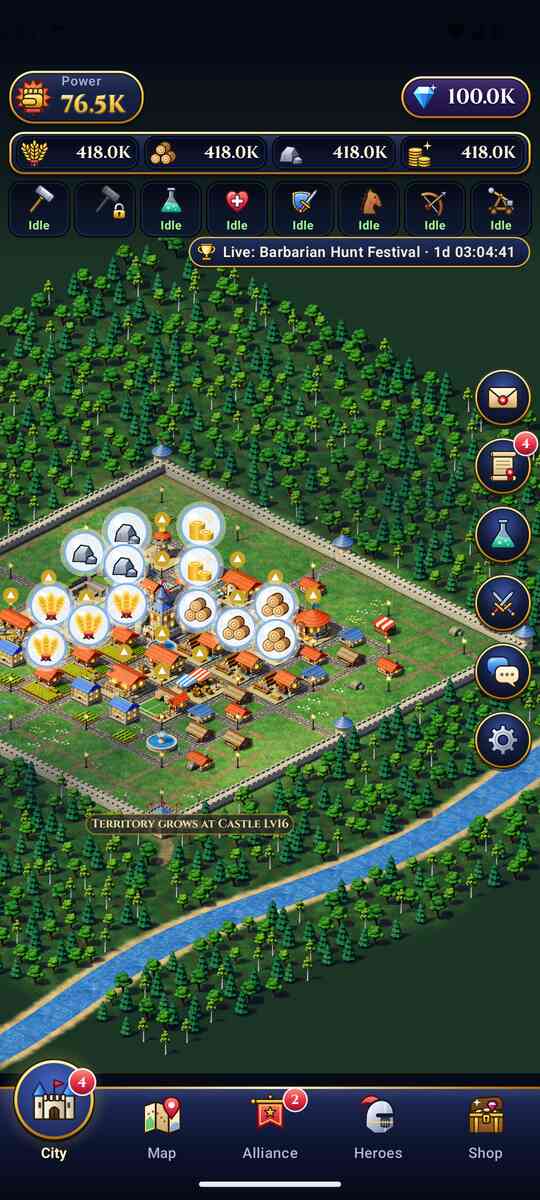 Power
76.5K
100.0K
418.0K 418.0K 418.0K 418.0K
Idle Idle Idle Idle Idle Idle Idle
Live: Barbarian Hunt Festival · 1d 03:04:41
4
Territory grows at Castle Lv16
4
2
City Map Alliance Heroes Shop